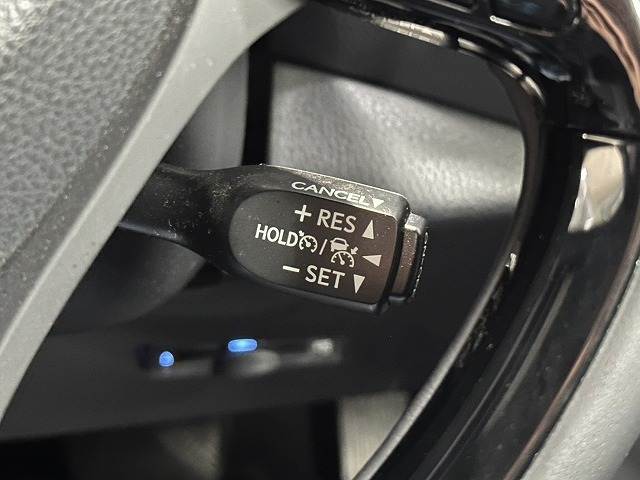 CANCEL▼
+ RES ▲
HOLD / ◀
− SET ▼